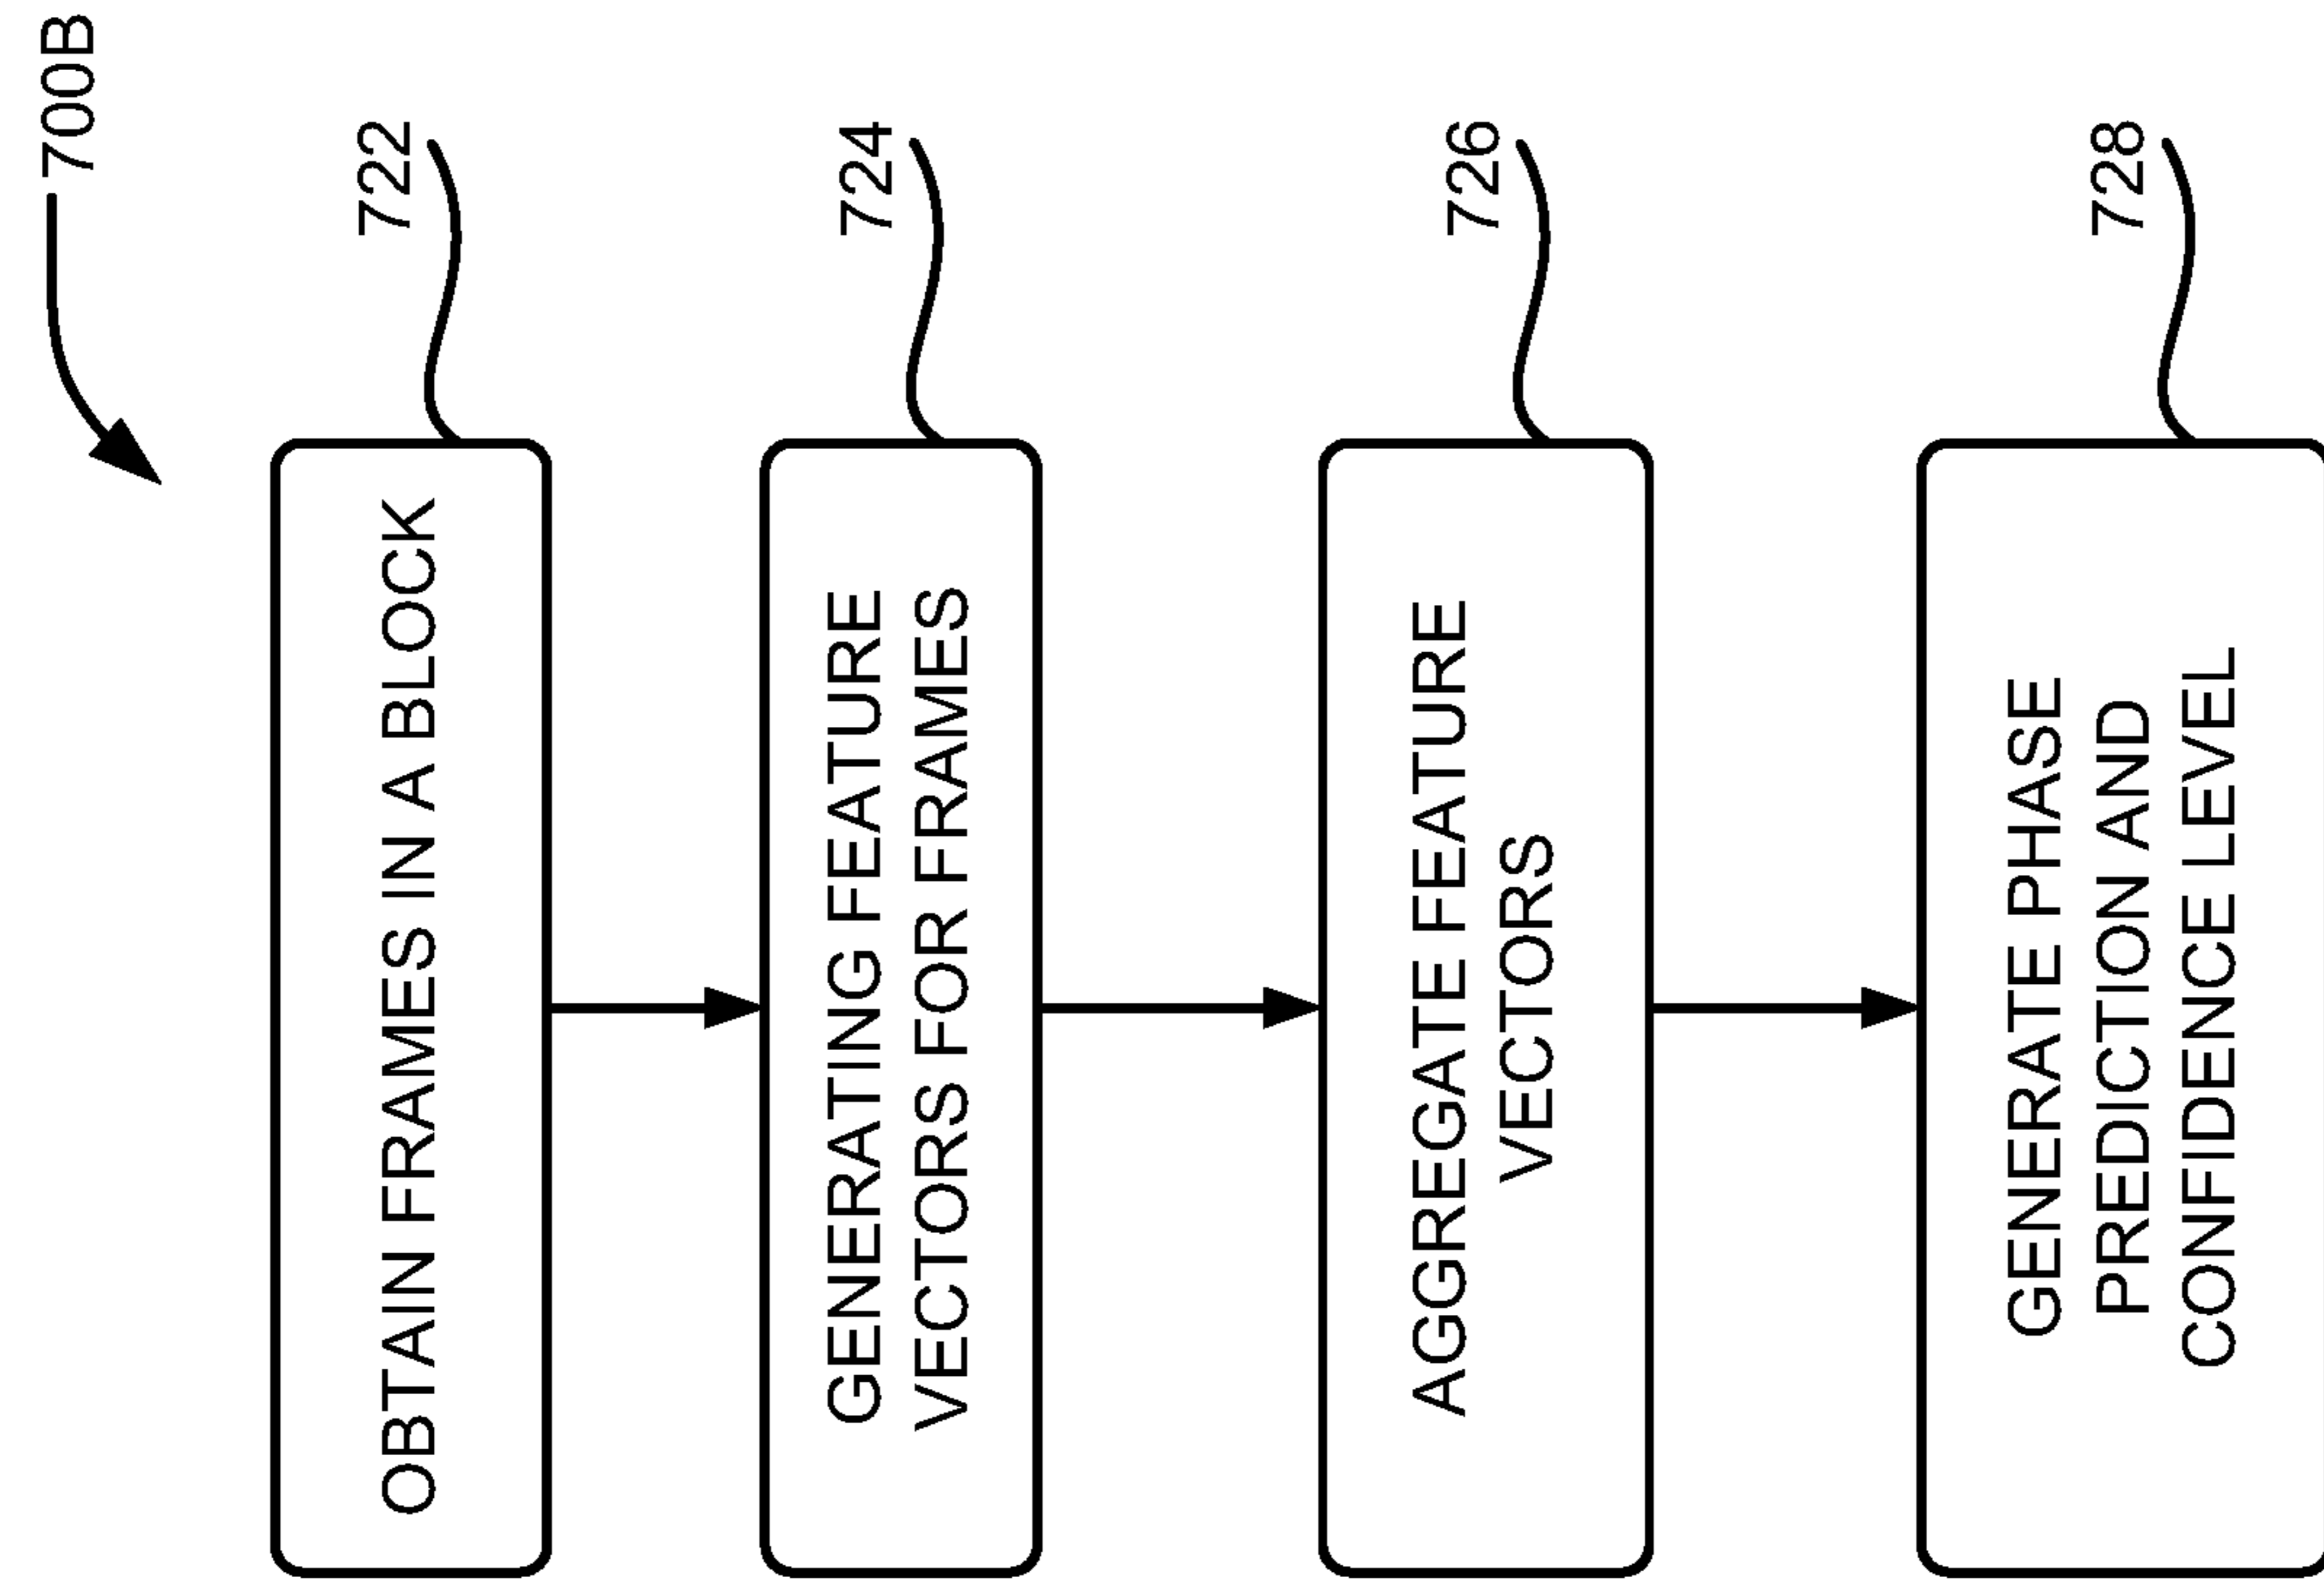 700B
722
OBTAIN FRAMES IN A BLOCK
724
GENERATING FEATURE
VECTORS FOR FRAMES
726
AGGREGATE FEATURE
VECTORS
728
GENERATE PHASE
PREDICTION AND
CONFIDENCE LEVEL